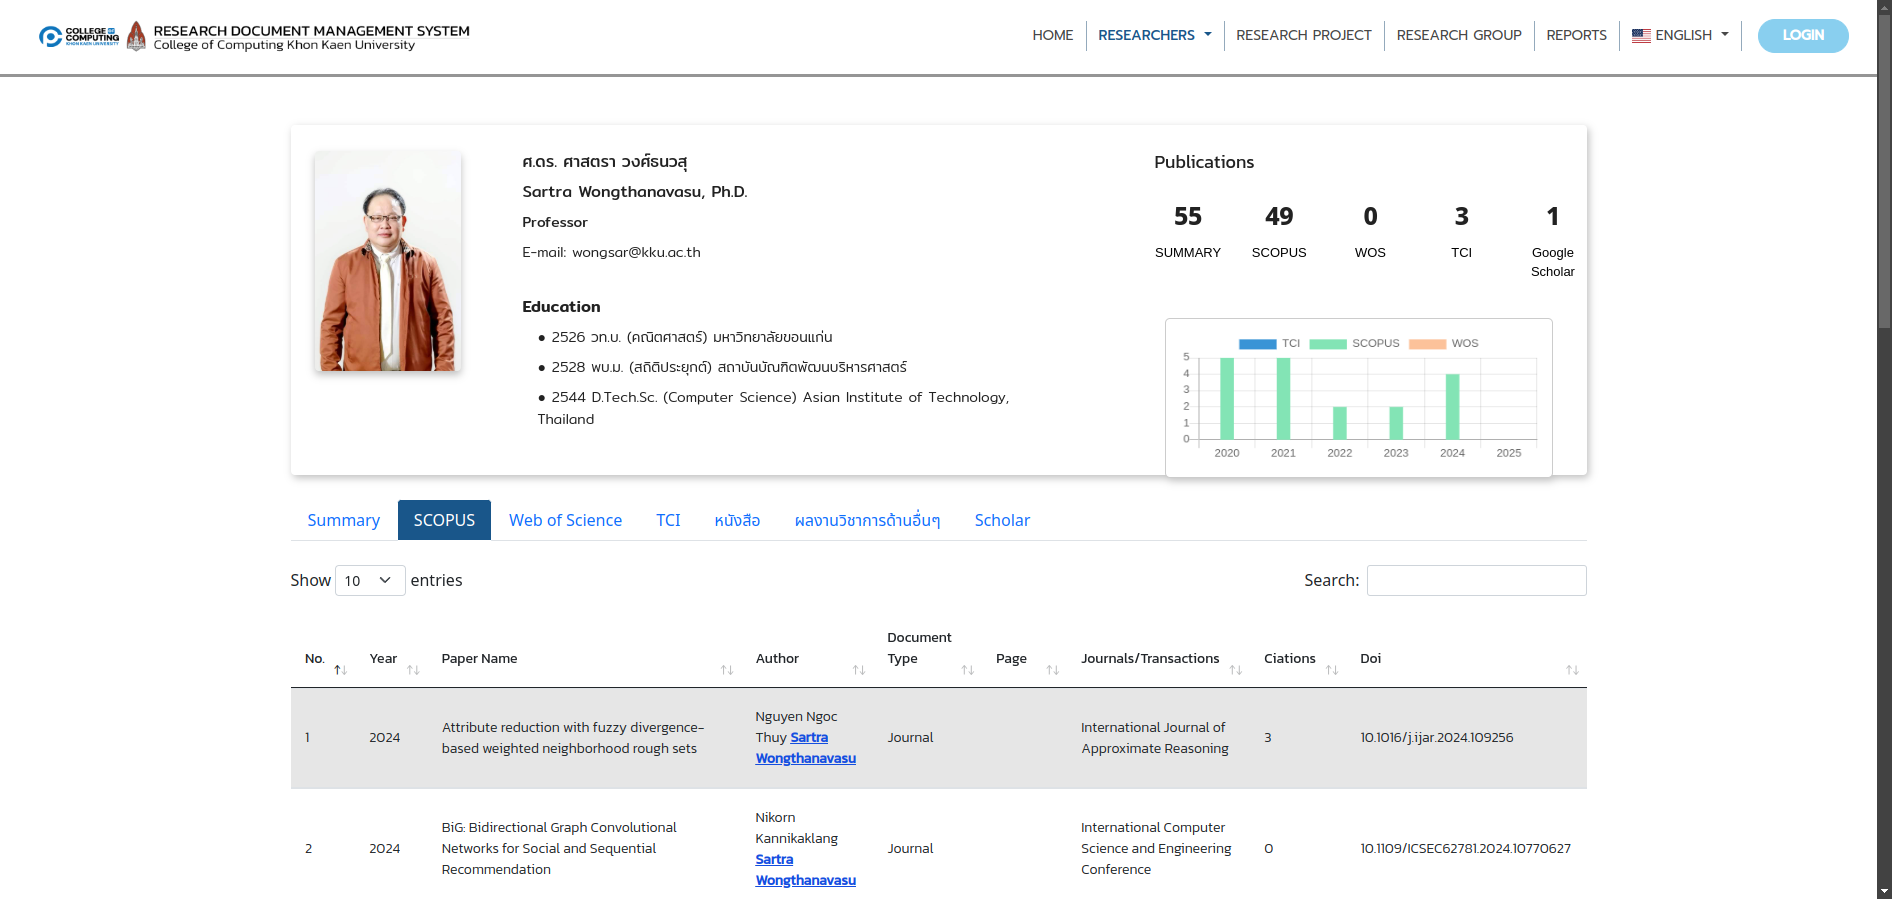 COLLEGE OF
COMPUTING
KHON KAEN UNIVERSITY
RESEARCH DOCUMENT MANAGEMENT SYSTEM
College of Computing Khon Kaen University
HOME
RESEARCHERS
RESEARCH PROJECT
RESEARCH GROUP
REPORTS
ENGLISH
LOGIN
ศ.ดร. ศาสตรา วงศ์ธนวสุ
Sartra Wongthanavasu, Ph.D.
Professor
E-mail: wongsar@kku.ac.th
Education
● 2526 วท.บ. (คณิตศาสตร์) มหาวิทยาลัยขอนแก่น
● 2528 พบ.ม. (สถิติประยุกต์) สถาบันบัณฑิตพัฒนบริหารศาสตร์
● 2544 D.Tech.Sc. (Computer Science) Asian Institute of Technology,
Thailand
Publications
55 49 0 3 1
SUMMARY SCOPUS WOS TCI Google
Scholar
TCI SCOPUS WOS
5
4
3
2
1
0
2020 2021 2022 2023 2024 2025
Summary SCOPUS Web of Science TCI หนังสือ ผลงานวิชาการด้านอื่นๆ Scholar
Show 10 entries
Search:
No. Year Paper Name Author Document
Type Page Journals/Transactions Ciations Doi
1
2024
Attribute reduction with fuzzy divergence-
based weighted neighborhood rough sets
Nguyen Ngoc
Thuy Sartra
Wongthanavasu
Journal
International Journal of
Approximate Reasoning
3
10.1016/j.ijar.2024.109256
2
2024
BiG: Bidirectional Graph Convolutional
Networks for Social and Sequential
Recommendation
Nikorn
Kannikaklang
Sartra
Wongthanavasu
Journal
International Computer
Science and Engineering
Conference
0
10.1109/ICSEC62781.2024.10770627